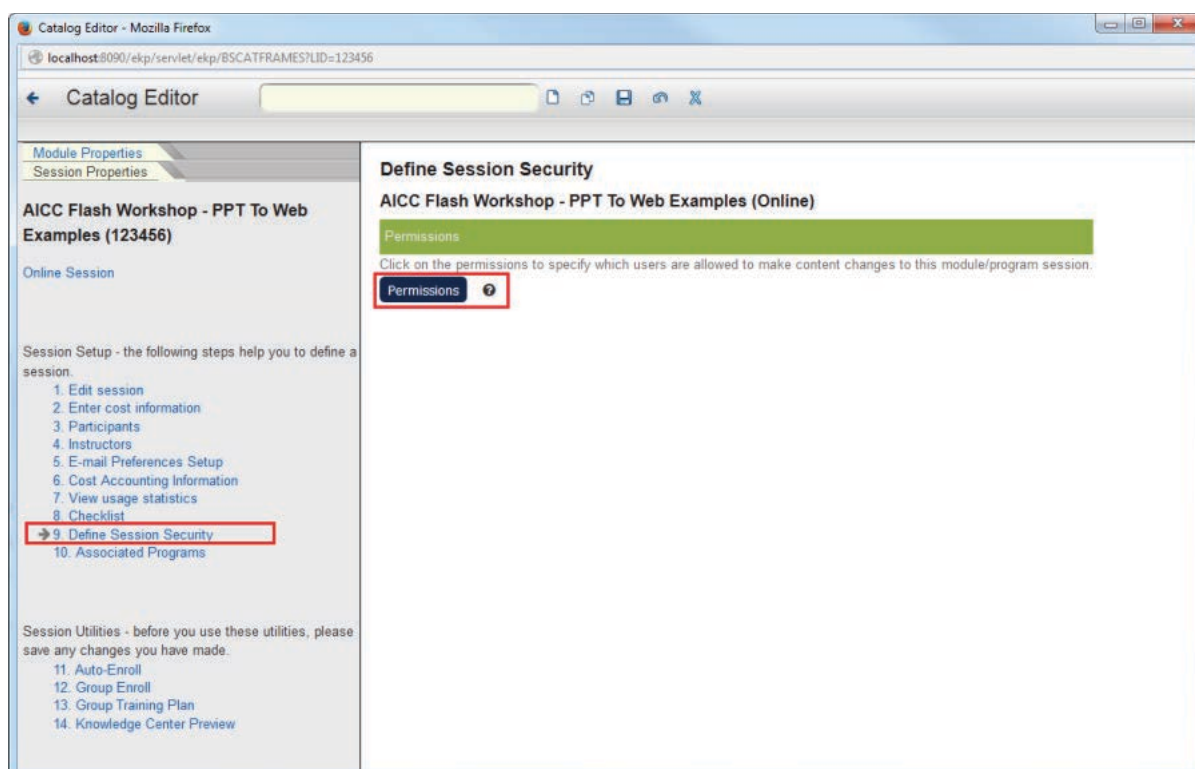 Catalog Editor - Mozilla Firefox
localhost:8090/ekp/servlet/ekp/BSCATFRAMES?LID=123456
Catalog Editor
Module Properties
Session Properties
AICC Flash Workshop - PPT To Web
Examples (123456)
Online Session
Session Setup - the following steps help you to define a
session.
1. Edit session
2. Enter cost information
3. Participants
4. Instructors
5. E-mail Preferences Setup
6. Cost Accounting Information
7. View usage statistics
8. Checklist
9. Define Session Security
10. Associated Programs
Session Utilities - before you use these utilities, please
save any changes you have made.
11. Auto-Enroll
12. Group Enroll
13. Group Training Plan
14. Knowledge Center Preview
Define Session Security
AICC Flash Workshop - PPT To Web Examples (Online)
Permissions
Click on the permissions to specify which users are allowed to make content changes to this module/program session.
Permissions ?